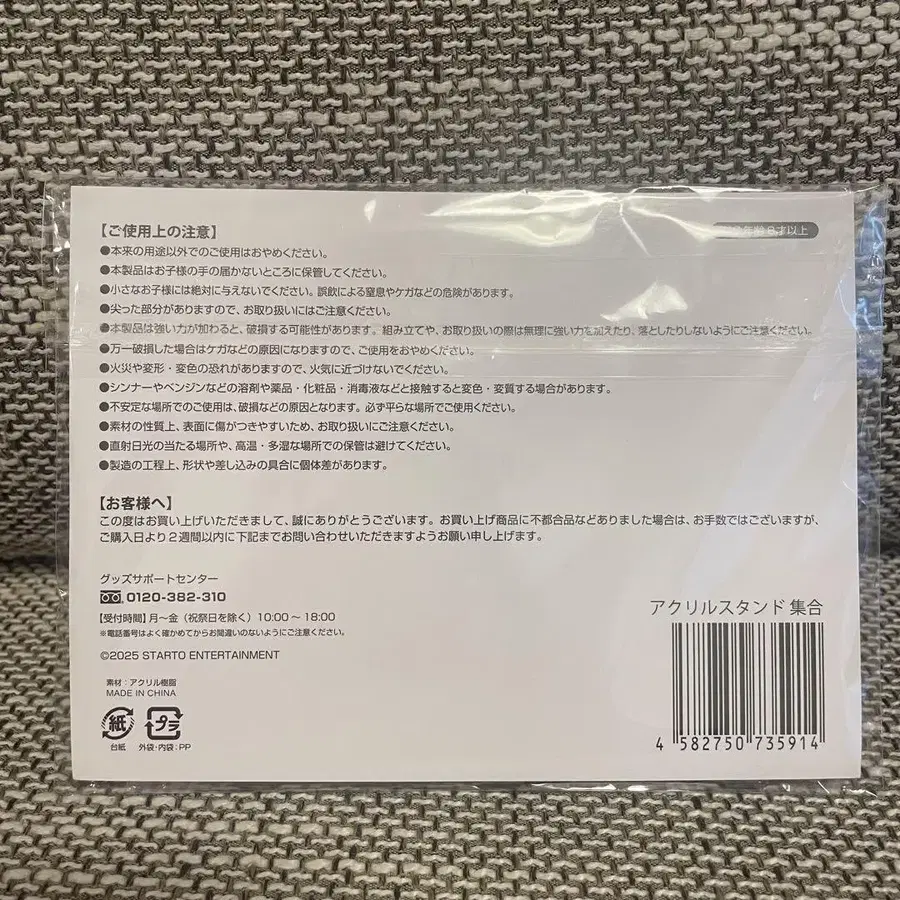 【ご使用上の注意】
年齢 8才以上
●本来の用途以外でのご使用はおやめください。
●本製品はお子様の手の届かないところに保管してください。
●小さなお子様には絶対に与えないでください。誤飲による窒息やケガなどの危険があります。
●尖った部分がありますので、お取り扱いにはご注意ください。
●本製品は強い力が加わると、破損する可能性があります。組み立てや、お取り扱いの際は無理に強い力を加えたり、落としたりしないようにご注意ください。
●万一破損した場合はケガなどの原因になりますので、ご使用をおやめください。
●火災や変形・変色の恐れがありますので、火気に近づけないでください。
●シンナーやベンジンなどの溶剤や薬品・化粧品・消毒液などと接触すると変色・変質する場合があります。
●不安定な場所でのご使用は、破損などの原因となります。必ず平らな場所でご使用ください。
●素材の性質上、表面に傷がつきやすいため、お取り扱いにご注意ください。
●直射日光の当たる場所や、高温・多湿な場所での保管は避けてください。
●製造の工程上、形状や差し込みの具合に個体差があります。
【お客様へ】
この度はお買い上げいただきまして、誠にありがとうございます。お買い上げ商品に不都合品などありました場合は、お手数ではございますが、
ご購入日より2週間以内に下記までお問い合わせいただきますようお願い申し上げます。
グッズサポートセンター
0120-382-310
【受付時間】月〜金（祝祭日を除く）10:00〜18:00
※電話番号はよく確かめてからお間違いのないようにご注意ください。
©2025 STARTO ENTERTAINMENT
アクリルスタンド 集合
素材：アクリル樹脂
MADE IN CHINA
紙
プラ
台紙
外袋・内袋：PP
4 582750 735914